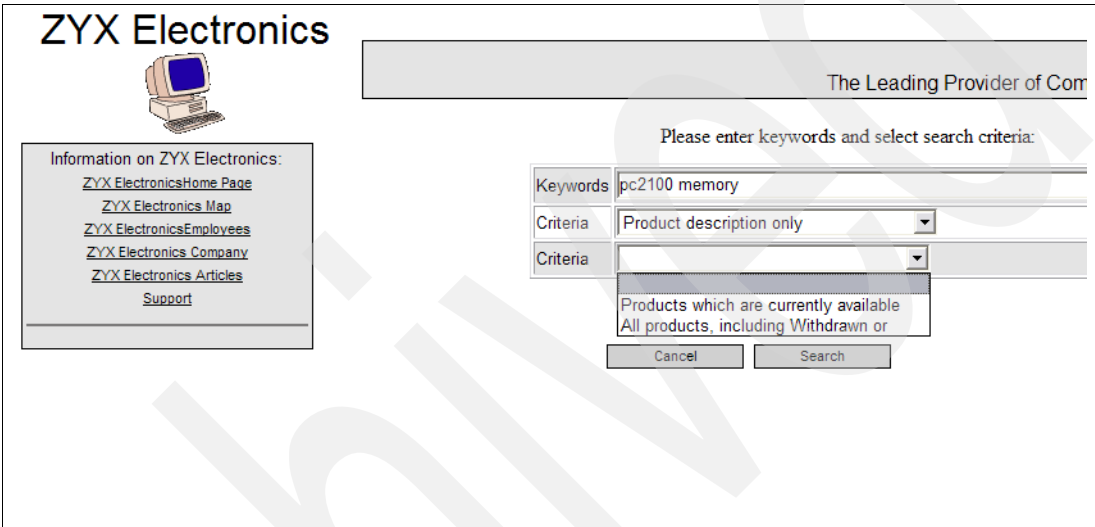 ZYX Electronics
The Leading Provider of Com
Information on ZYX Electronics:
ZYX ElectronicsHome Page
ZYX Electronics Map
ZYX ElectronicsEmployees
ZYX Electronics Company
ZYX Electronics Articles
Support
Please enter keywords and select search criteria:
Keywords pc2100 memory
Criteria Product description only
Criteria
Products which are currently available
All products, including Withdrawn or
Cancel Search